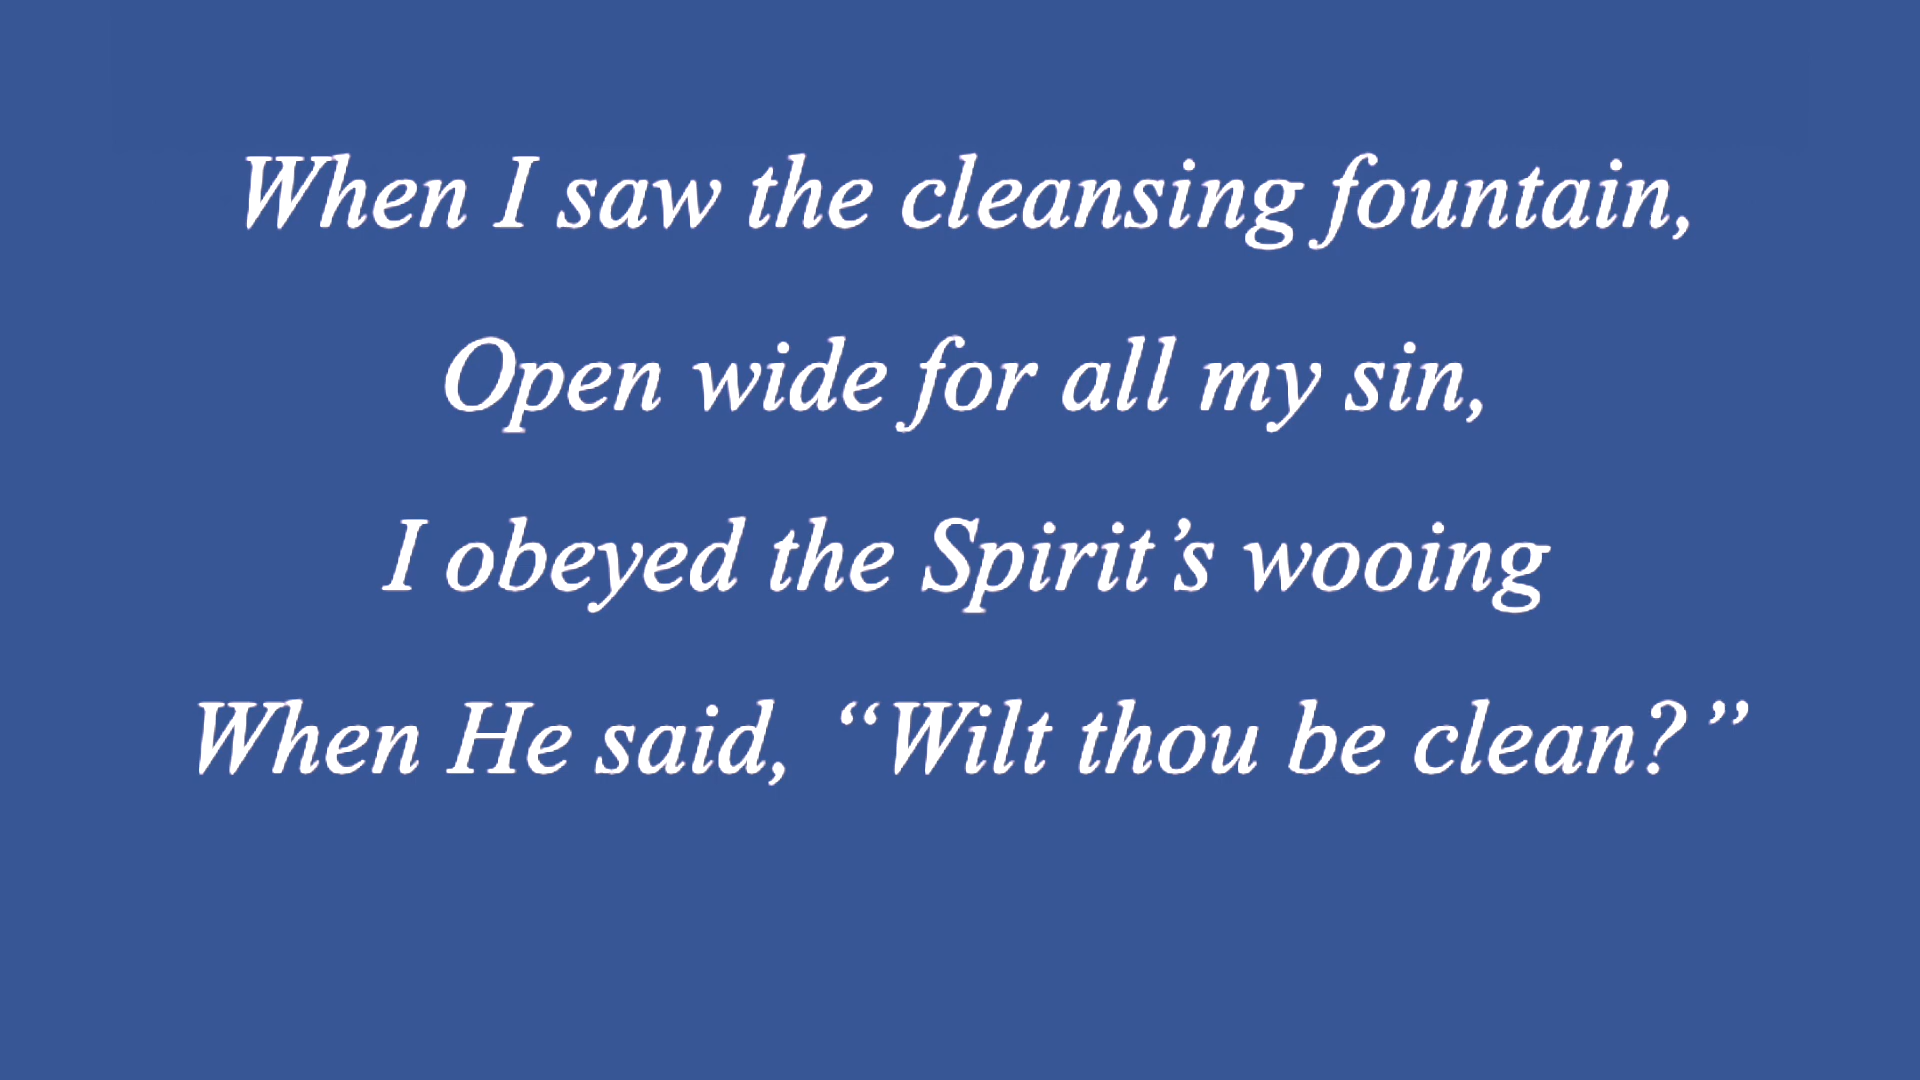 When I saw the cleansing fountain,
Open wide for all my sin,
I obeyed the Spirit’s wooing
When He said, “Wilt thou be clean?”